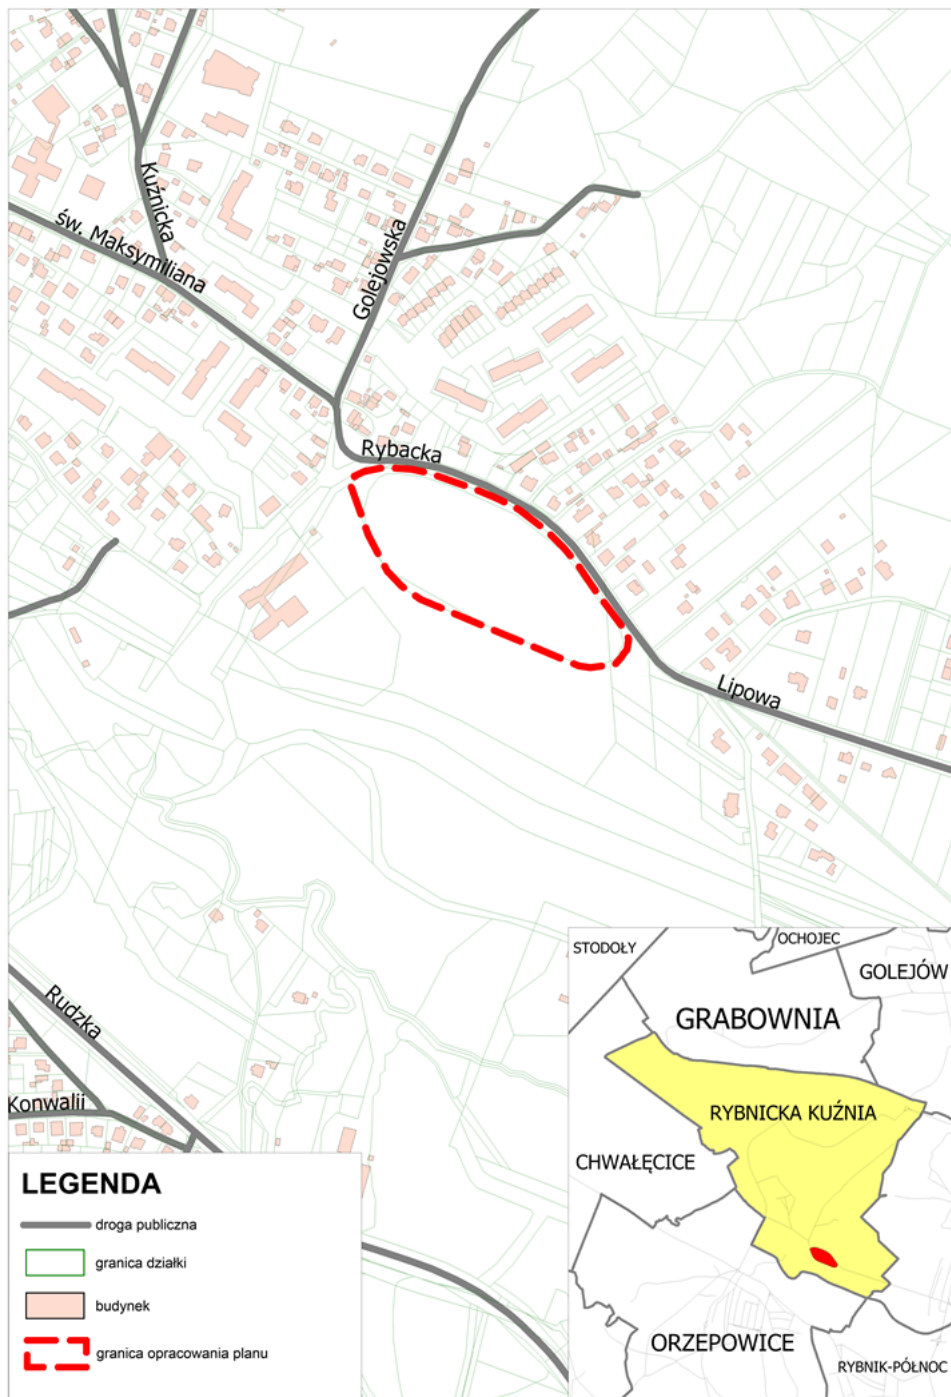 Kuźnicka
św. Maksymiliana
Golejowska
Rybacka
Lipowa
Rudzka
Konwalii
LEGENDA
droga publiczna
granica działki
budynek
granica opracowania planu
STODOŁY
OCHOJEC
GOLEJÓW
GRABOWNIA
RYBNICKA KUŹNIA
CHWAŁĘCICE
ORZEPOWICE
RYBNIK-PÓŁNOC